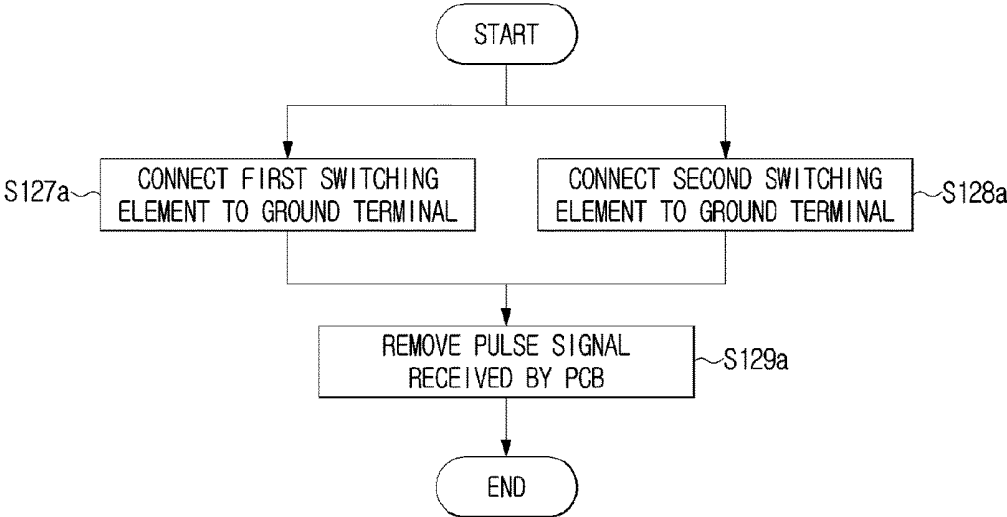 START
S127a
CONNECT FIRST SWITCHING
ELEMENT TO GROUND TERMINAL
CONNECT SECOND SWITCHING
ELEMENT TO GROUND TERMINAL
S128a
REMOVE PULSE SIGNAL
RECEIVED BY PCB
S129a
END